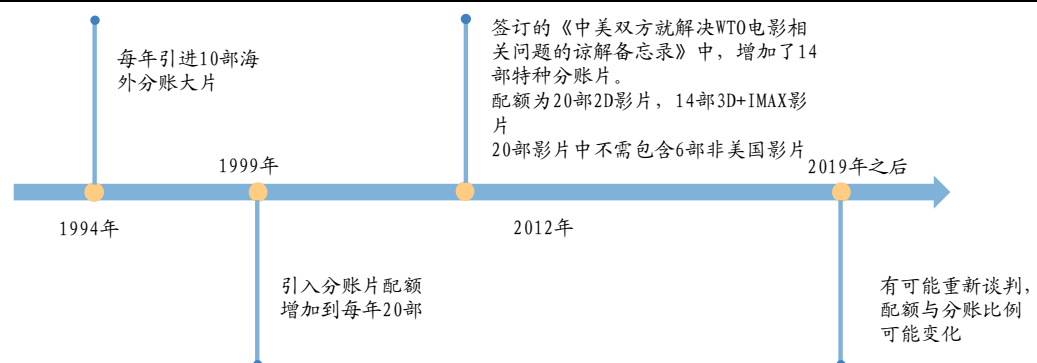 每年引进10部海
外分账大片
签订的《中美双方就解决WTO电影相
关问题的谅解备忘录》中，增加了14
部特种分账片。
配额为20部2D影片，14部3D+IMAX影
片
20部影片中不需包含6部非美国影片
1999年
2019年之后
1994年
2012年
引入分账片配额
增加到每年20部
有可能重新谈判，
配额与分账比例
可能变化